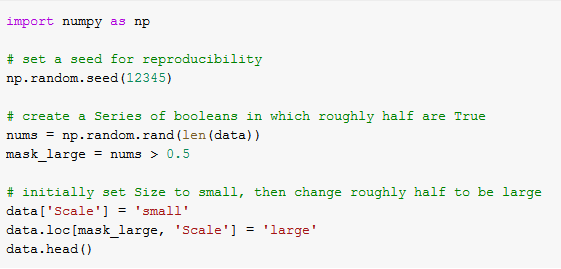 import numpy as np
# set a seed for reproducibility
np.random.seed(12345)
# create a Series of booleans in which roughly half are True
nums = np.random.rand(len(data))
mask_large = nums > 0.5
# initially set Size to small, then change roughly half to be large
data['Scale'] = 'small'
data.loc[mask_large, 'Scale'] = 'large'
data.head()